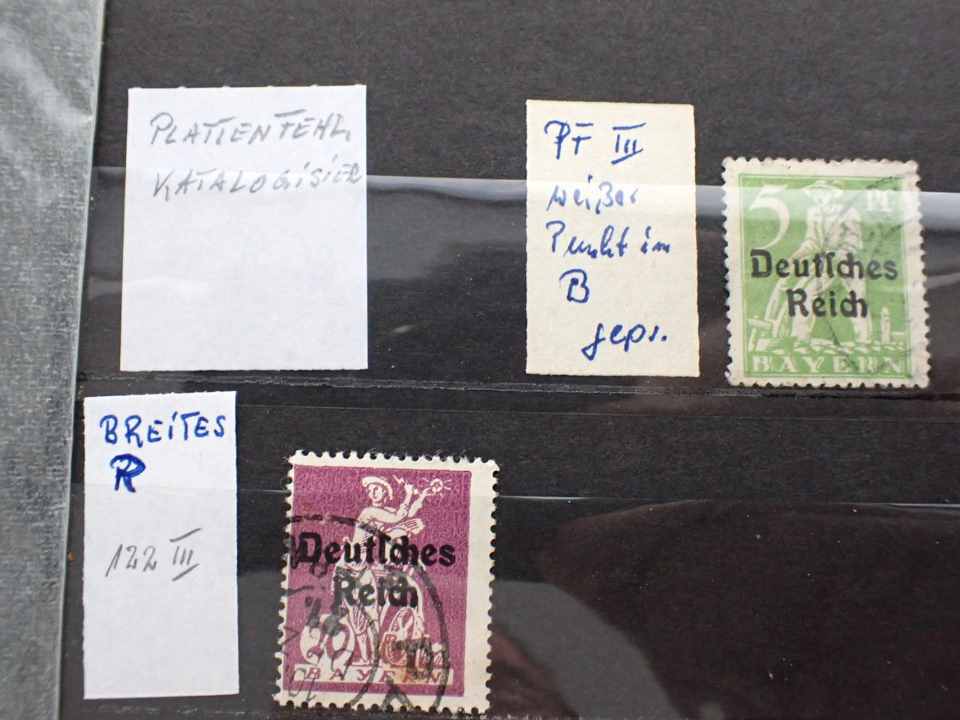 PLATTENFEHL.
KATALOGISIER
PF III
weißer
Punkt im
B
gepr.
5 M
Deutsches
Reich
BAYERN
BREITES
R
122 III
Deutsches
Reich
BAYERN